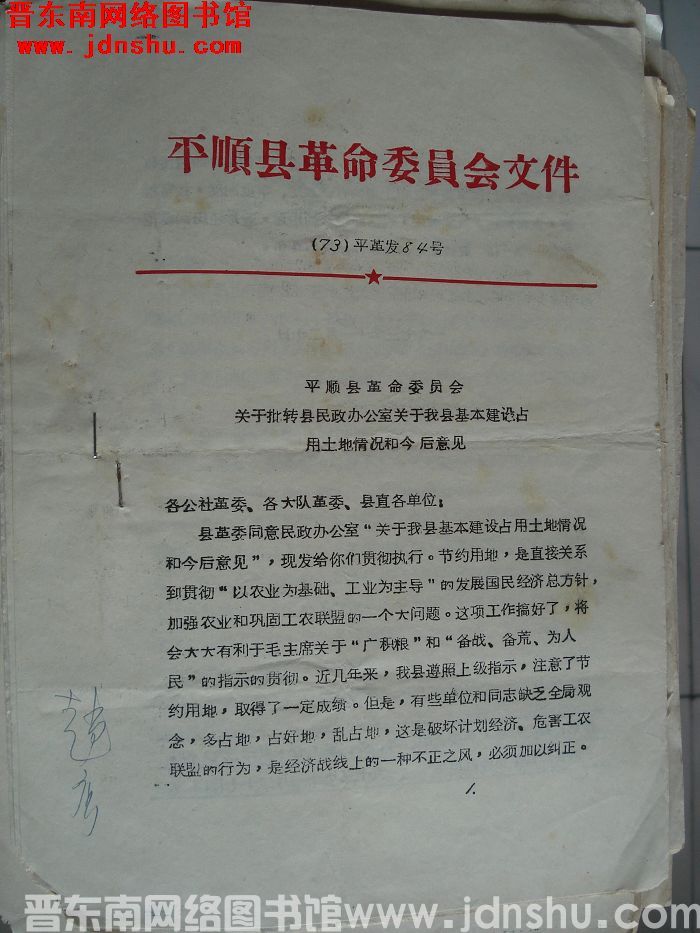 晋东南网络图书馆
www.jdnshu.com
平順县革命委員会文件
(73)平革发84号
平顺县革命委员会
关于批转县民政办公室关于我县基本建设占
用土地情况和今后意见
各公社革委、各大队革委、县直各单位：
县革委同意民政办公室“关于我县基本建设占用土地情况
和今后意见”，现发给你们贯彻执行。节约用地，是直接关系
到贯彻“以农业为基础、工业为主导”的发展国民经济总方针，
加强农业和巩固工农联盟的一个大问题。这项工作搞好了，将
会大大有利于毛主席关于“广积粮”和“备战、备荒、为人
民”的指示的贯彻。近几年来，我县遵照上级指示，注意了节
约用地，取得了一定成绩。但是，有些单位和同志缺乏全局观
念，多占地，占好地，乱占地，这是破坏计划经济、危害工农
联盟的行为，是经济战线上的一种不正之风，必须加以纠正。
1.
晋东南网络图书馆www.jdnshu.com